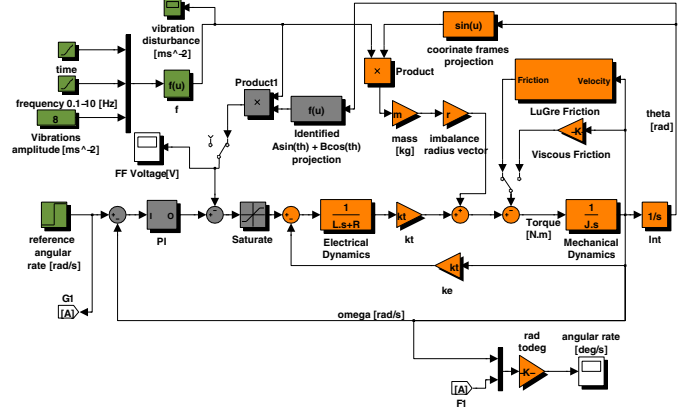 vibration
disturbance
[ms^-2]
time
frequency 0.1-10 [Hz]
8
Vibrations
amplitude [ms^-2]
f(u)
f
Product1
×
f(u)
Identified
Asin(th) + Bcos(th)
projection
FF Voltage[V]
sin(u)
coorinate frames
projection
×
Product
m
mass
[kg]
r
imbalance
radius vector
Friction
Velocity
LuGre Friction
-K-
Viscous Friction
theta
[rad]
reference
angular
rate [rad/s]
I O
PI
Saturate
1
L.s+R
Electrical
Dynamics
kt
kt
Torque
[N.m]
1
J.s
Mechanical
Dynamics
1/s
Int
kt
ke
G1
[A]
omega [rad/s]
rad
todeg
-K-
angular rate
[deg/s]
[A]
F1